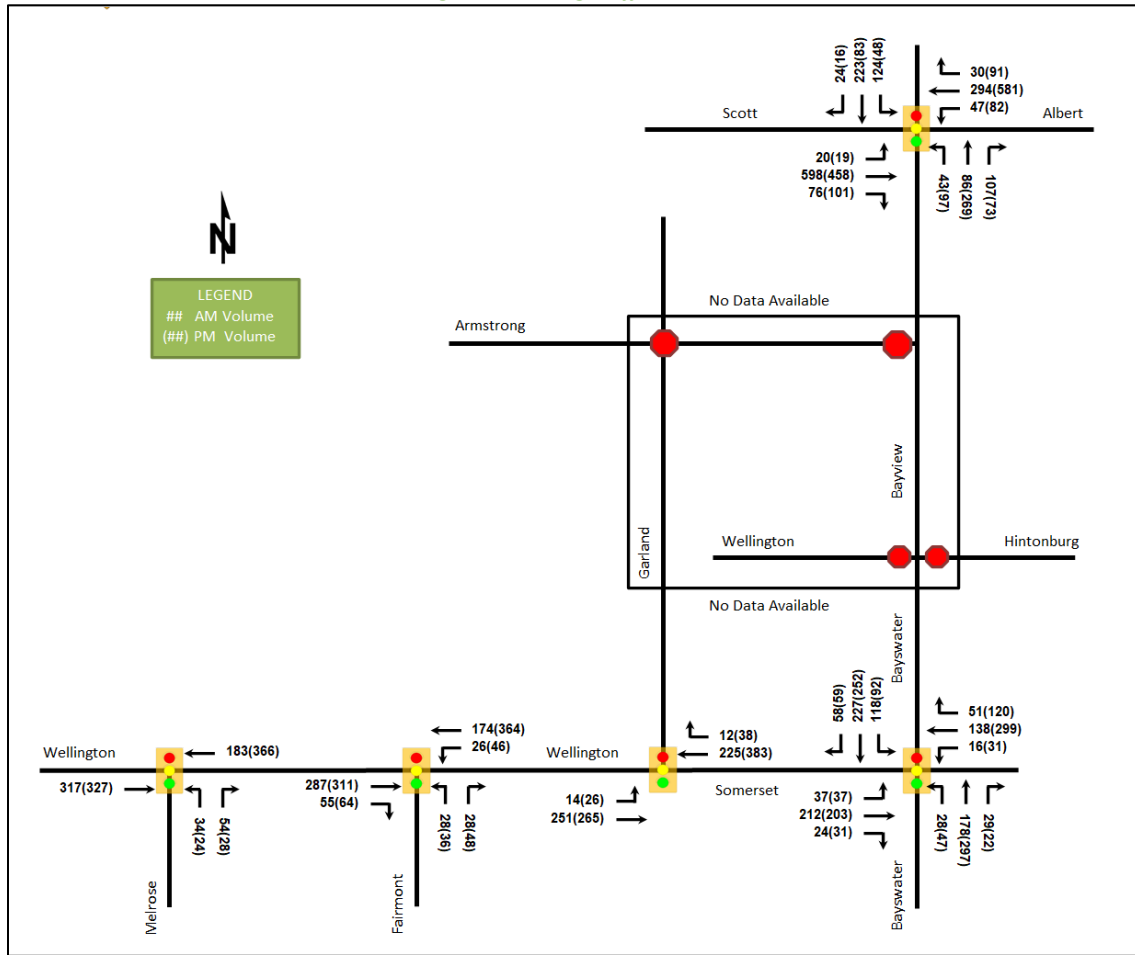 24(16)
223(83)
124(48)
30(91)
294(581)
47(82)
Scott
Albert
20(19)
598(458)
76(101)
43(97)
86(269)
107(73)
N
LEGEND
## AM Volume
(##) PM Volume
No Data Available
Armstrong
Bayview
Garland
Wellington
Hintonburg
No Data Available
Bayswater
58(59)
227(252)
118(92)
51(120)
138(299)
16(31)
174(364)
26(46)
12(38)
225(383)
Wellington
183(366)
Wellington
317(327)
287(311)
55(64)
14(26)
251(265)
Somerset
37(37)
212(203)
24(31)
34(24)
54(28)
28(36)
28(48)
28(47)
178(297)
29(22)
Melrose
Fairmont
Bayswater